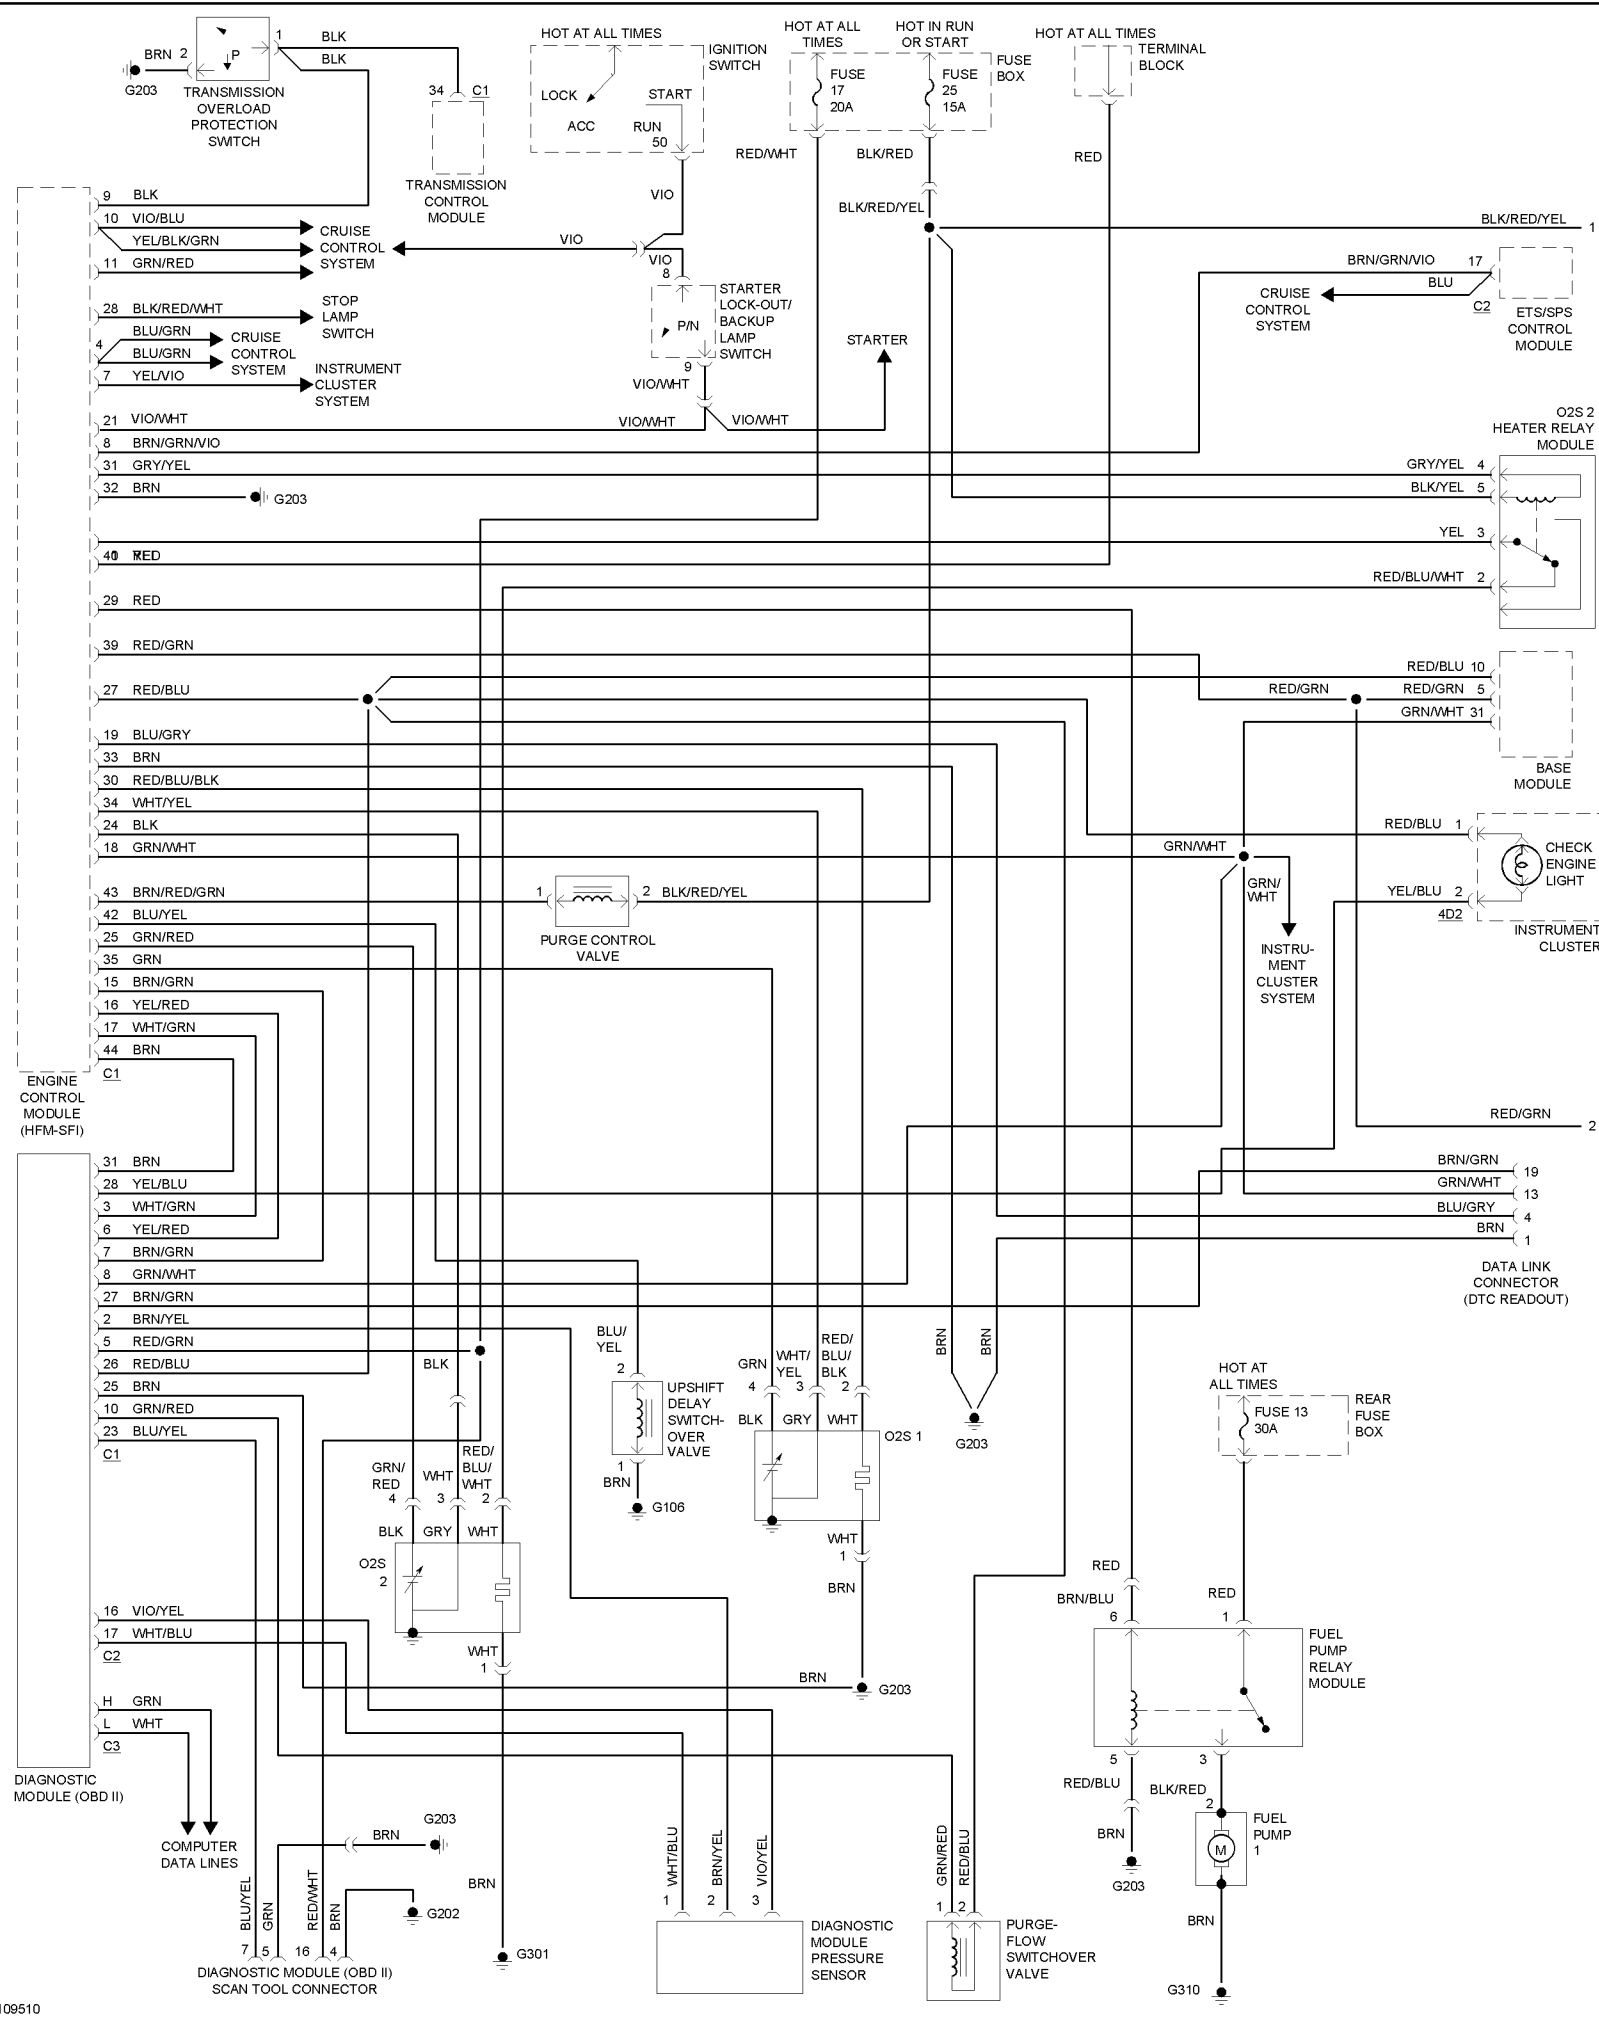 HOT AT ALL TIMES
HOT AT ALL
TIMES
HOT IN RUN
OR START
HOT AT ALL TIMES
BRN 2
P
1 BLK
BLK
G203
TRANSMISSION
OVERLOAD
PROTECTION
SWITCH
34 C1
TRANSMISSION
CONTROL
MODULE
IGNITION
SWITCH
LOCK
START
ACC
RUN
50
FUSE
17
20A
FUSE
25
15A
FUSE
BOX
TERMINAL
BLOCK
RED/WHT
BLK/RED
RED
VIO
BLK/RED/YEL
BLK/RED/YEL 1
9 BLK
10 VIO/BLU
YEL/BLK/GRN
11 GRN/RED
CRUISE
CONTROL
SYSTEM
VIO
VIO
8
28 BLK/RED/WHT
STOP
LAMP
SWITCH
BLU/GRN
4
BLU/GRN
CRUISE
CONTROL
SYSTEM
7 YEL/VIO
INSTRUMENT
CLUSTER
SYSTEM
STARTER
LOCK-OUT/
BACKUP
LAMP
SWITCH
P/N
9
VIO/WHT
STARTER
BRN/GRN/VIO 17
BLU
C2
CRUISE
CONTROL
SYSTEM
ETS/SPS
CONTROL
MODULE
21 VIO/WHT
VIO/WHT
VIO/WHT
8 BRN/GRN/VIO
31 GRY/YEL
32 BRN
G203
O2S 2
HEATER RELAY
MODULE
GRY/YEL 4
BLK/YEL 5
YEL 3
RED/BLU/WHT 2
29 RED
39 RED/GRN
27 RED/BLU
RED/BLU 10
RED/GRN
RED/GRN 5
GRN/WHT 31
BASE
MODULE
19 BLU/GRY
33 BRN
30 RED/BLU/BLK
34 WHT/YEL
24 BLK
18 GRN/WHT
RED/BLU 1
GRN/WHT
GRN/
WHT
CHECK
ENGINE
LIGHT
YEL/BLU 2
4D2
INSTRUMENT
CLUSTER
INSTRU-
MENT
CLUSTER
SYSTEM
43 BRN/RED/GRN
1
2 BLK/RED/YEL
PURGE CONTROL
VALVE
42 BLU/YEL
25 GRN/RED
35 GRN
15 BRN/GRN
16 YEL/RED
17 WHT/GRN
44 BRN
C1
ENGINE
CONTROL
MODULE
(HFM-SFI)
RED/GRN 2
31 BRN
28 YEL/BLU
3 WHT/GRN
6 YEL/RED
7 BRN/GRN
8 GRN/WHT
27 BRN/GRN
2 BRN/YEL
5 RED/GRN
26 RED/BLU
25 BRN
10 GRN/RED
23 BLU/YEL
C1
BRN/GRN 19
GRN/WHT 13
BLU/GRY 4
BRN 1
DATA LINK
CONNECTOR
(DTC READOUT)
BLK
BLU/
YEL
2
UPSHIFT
DELAY
SWITCH-
OVER
VALVE
1
BRN
G106
GRN
4
WHT/
YEL
3
RED/
BLU/
BLK
2
BLK GRY WHT
O2S 1
WHT
1
BRN
BRN
BRN
G203
HOT AT
ALL TIMES
FUSE 13
30A
REAR
FUSE
BOX
GRN/
RED
4
WHT
3
RED/
BLU/
WHT
2
BLK GRY WHT
O2S
2
WHT
1
BRN
G203
16 VIO/YEL
17 WHT/BLU
C2
H GRN
L WHT
C3
DIAGNOSTIC
MODULE (OBD II)
COMPUTER
DATA LINES
RED
BRN/BLU
6
RED
1
FUEL
PUMP
RELAY
MODULE
5
3
RED/BLU
BLK/RED
2
BRN
G203
FUEL
PUMP
1
M
BRN
G310
G203
BRN
BLU/YEL
GRN
RED/WHT
BRN
G202
7 5 16 4
DIAGNOSTIC MODULE (OBD II)
SCAN TOOL CONNECTOR
BRN
G301
WHT/BLU
BRN/YEL
VIO/YEL
1 2 3
DIAGNOSTIC
MODULE
PRESSURE
SENSOR
GRN/RED
RED/BLU
1 2
PURGE-
FLOW
SWITCHOVER
VALVE
109510